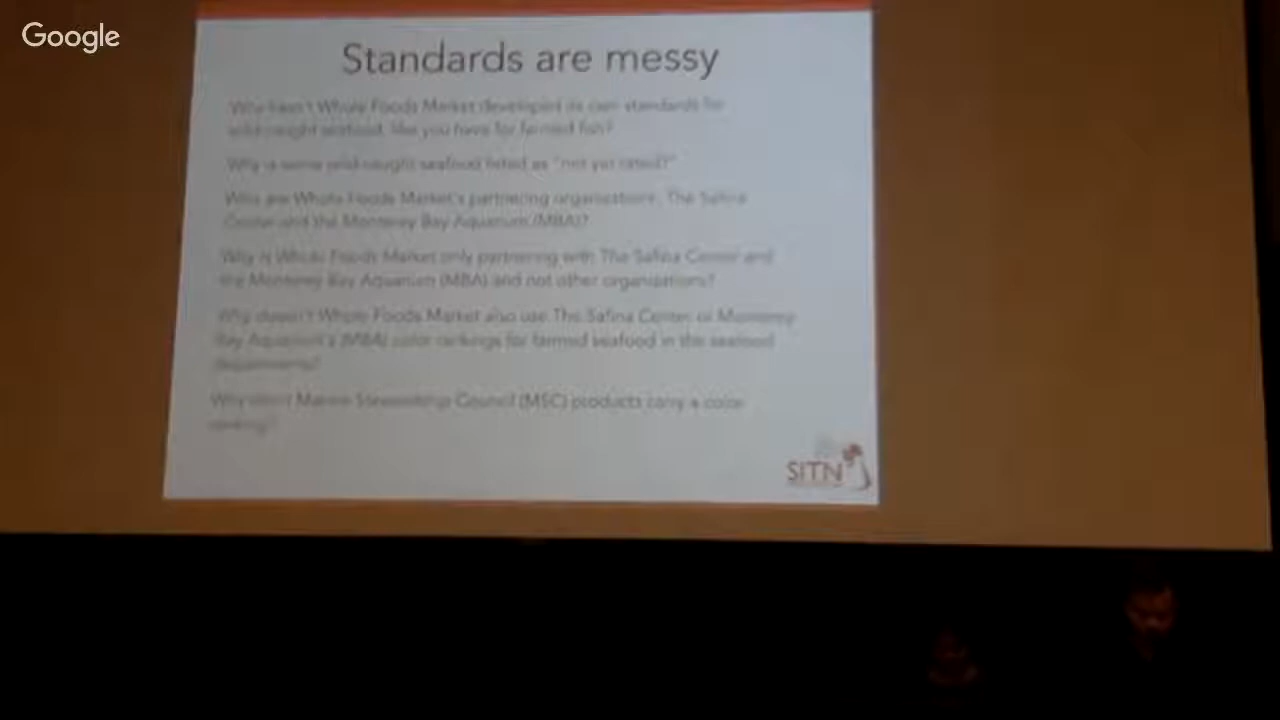 Google
Standards are messy
Why hasn't Whole Foods Market developed its own standards for
wild-caught seafood, like you have for farmed fish?
Why is some wild-caught seafood listed as "not yet rated?"
Who are Whole Foods Market's partnering organizations, The Safina
Center and the Monterey Bay Aquarium (MBA)?
Why is Whole Foods Market only partnering with The Safina Center and
the Monterey Bay Aquarium (MBA) and not other organizations?
Why doesn't Whole Foods Market also use The Safina Center or Monterey
Bay Aquarium's (MBA) color rankings for farmed seafood in the seafood
departments?
Why don't Marine Stewardship Council (MSC) products carry a color
ranking?
SITN